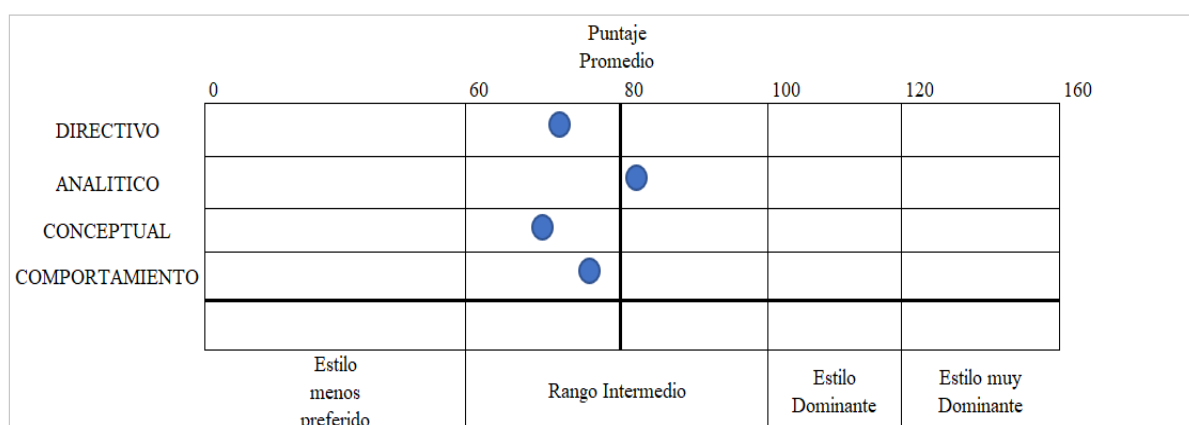 Puntaje
Promedio
0 60 80 100 120 160
DIRECTIVO
ANALITICO
CONCEPTUAL
COMPORTAMIENTO
Estilo
menos
preferido
Rango Intermedio
Estilo
Dominante
Estilo muy
Dominante